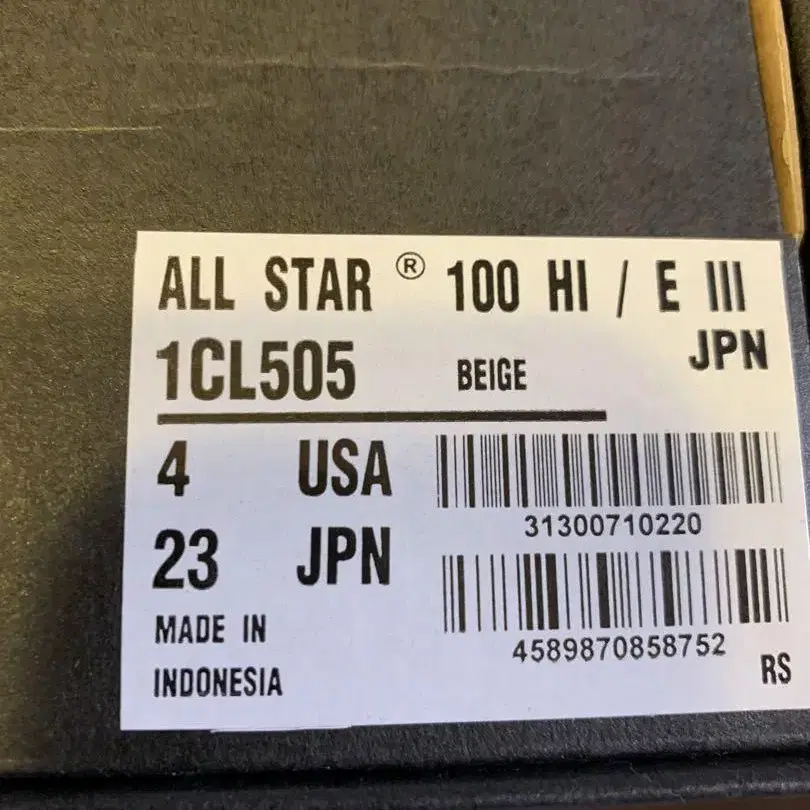 ALL STAR ® 100 HI / E III
JPN
1CL505 BEIGE
4 USA
31300710220
23 JPN
4589870858752
MADE IN
INDONESIA
RS